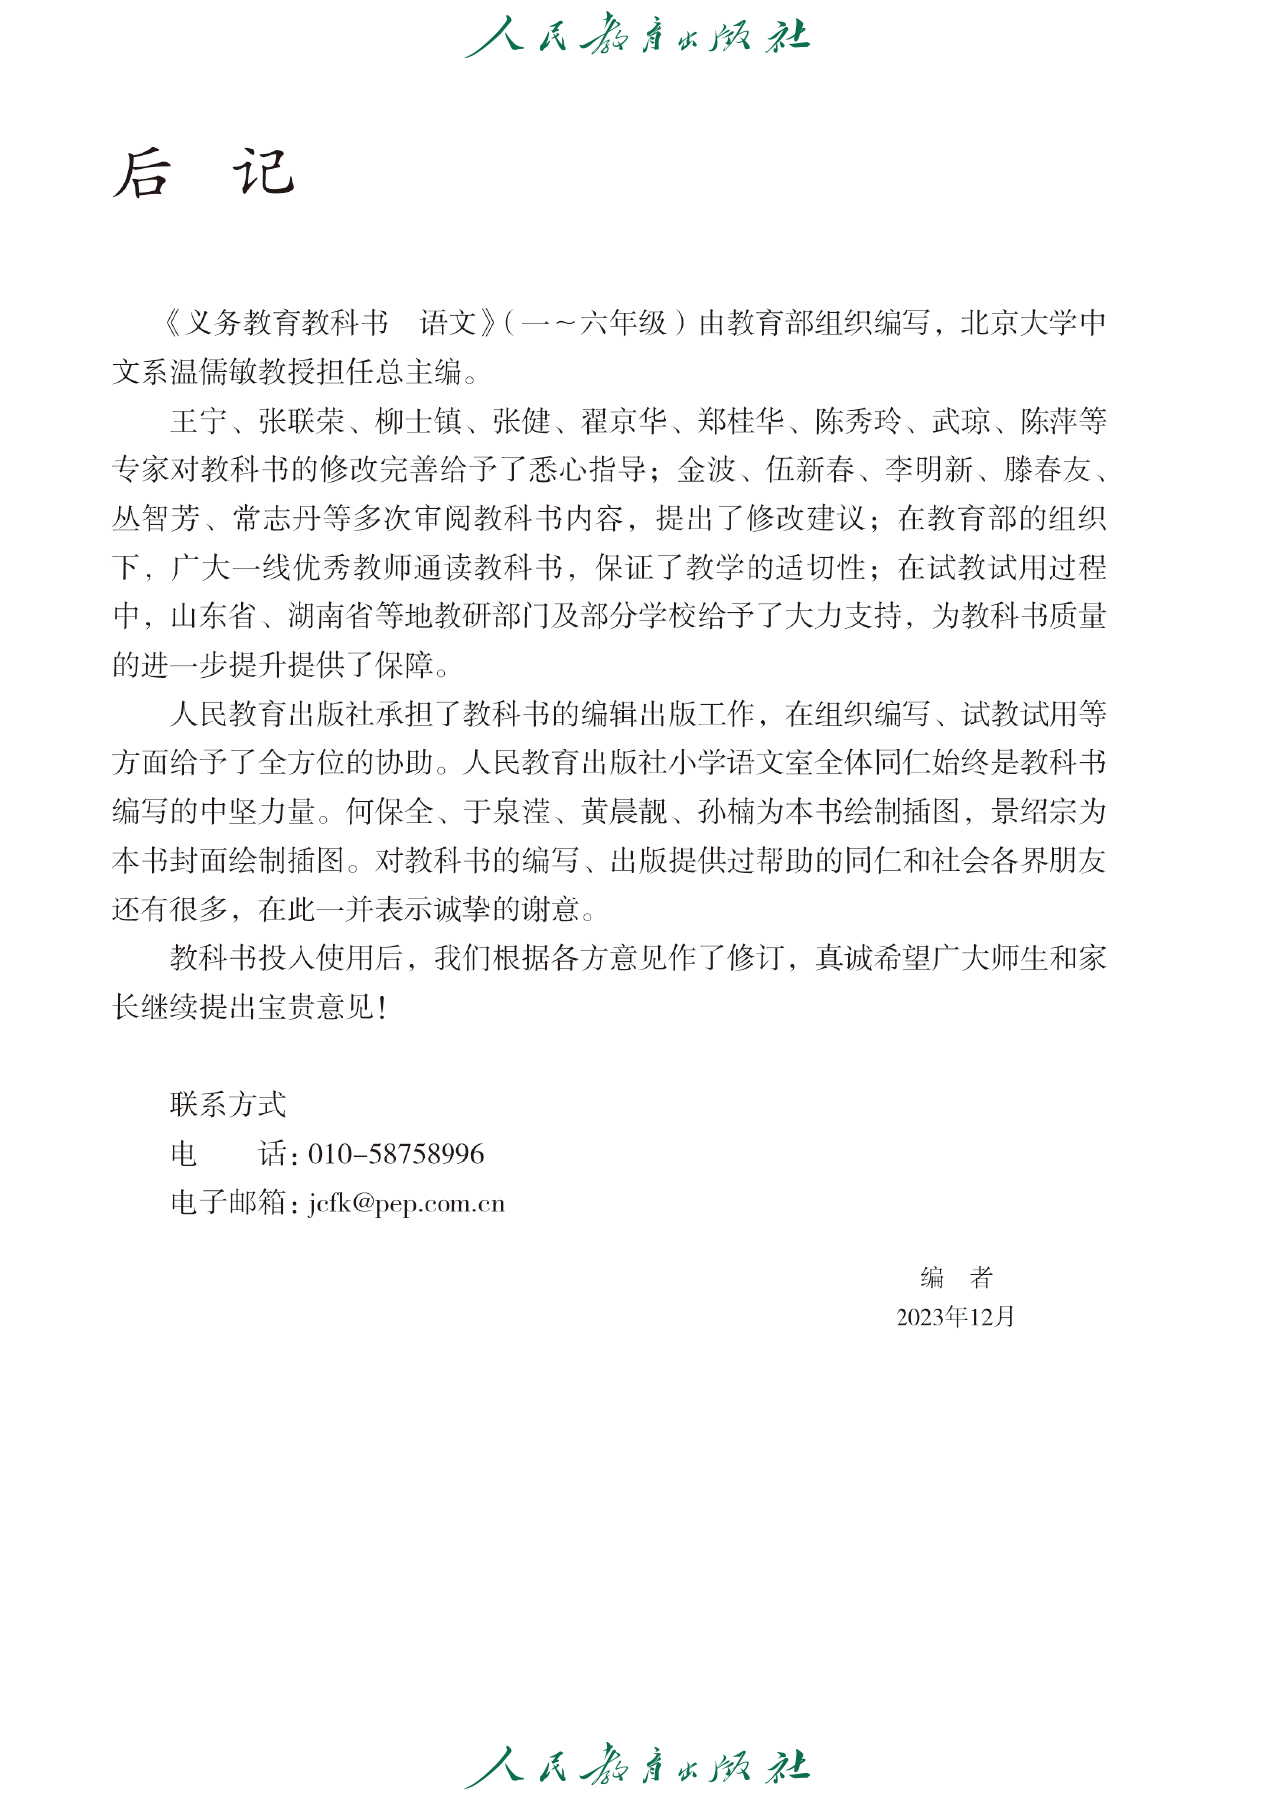 人民教育出版社
后 记
《义务教育教科书 语文》（一～六年级）由教育部组织编写，北京大学中
文系温儒敏教授担任总主编。
王宁、张联荣、柳士镇、张健、翟京华、郑桂华、陈秀玲、武琼、陈萍等
专家对教科书的修改完善给予了悉心指导；金波、伍新春、李明新、滕春友、
丛智芳、常志丹等多次审阅教科书内容，提出了修改建议；在教育部的组织
下，广大一线优秀教师通读教科书，保证了教学的适切性；在试教试用过程
中，山东省、湖南省等地教研部门及部分学校给予了大力支持，为教科书质量
的进一步提升提供了保障。
人民教育出版社承担了教科书的编辑出版工作，在组织编写、试教试用等
方面给予了全方位的协助。人民教育出版社小学语文室全体同仁始终是教科书
编写的中坚力量。何保全、于泉滢、黄晨靓、孙楠为本书绘制插图，景绍宗为
本书封面绘制插图。对教科书的编写、出版提供过帮助的同仁和社会各界朋友
还有很多，在此一并表示诚挚的谢意。
教科书投入使用后，我们根据各方意见作了修订，真诚希望广大师生和家
长继续提出宝贵意见！
联系方式
电 话：010-58758996
电子邮箱：jcfk@pep.com.cn
编 者
2023年12月
人民教育出版社